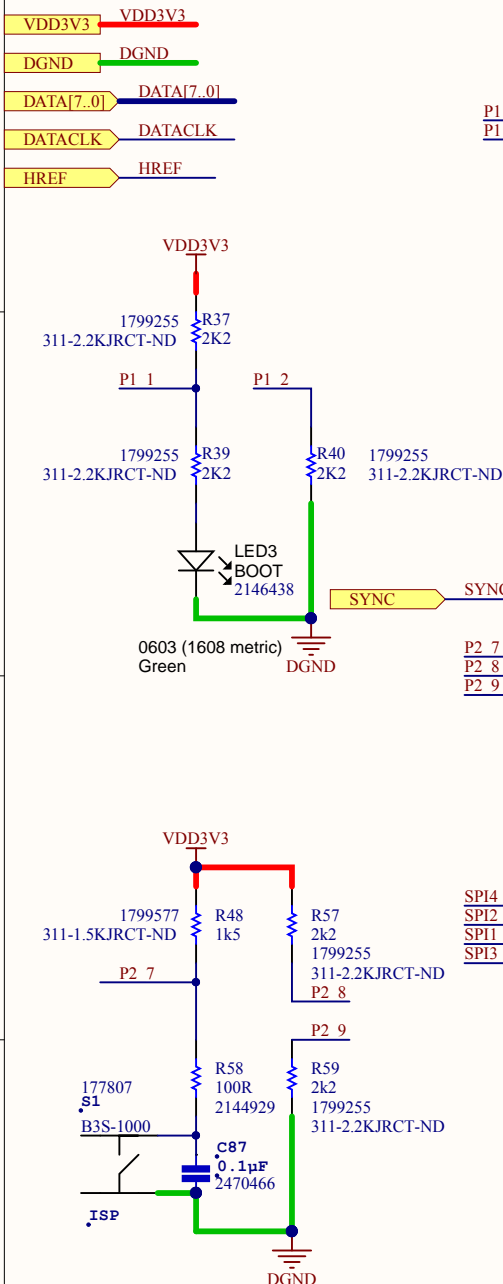 VDD3V3 VDD3V3
DGND DGND
DATA[7..0] DATA[7..0]
DATACLK DATACLK
HREF HREF
P1
P1
VDD3V3
1799255
311-2.2KJRCT-ND
R37
2K2
P1_1
P1_2
1799255
311-2.2KJRCT-ND
R39
2K2
R40
2K2
1799255
311-2.2KJRCT-ND
LED3
BOOT
2146438
0603 (1608 metric)
Green
DGND
SYNC
P2_7
P2_8
P2_9
VDD3V3
1799577
311-1.5KJRCT-ND
R48
1k5
R57
2k2
1799255
311-2.2KJRCT-ND
P2_7
P2_8
P2_9
SPI4
SPI2
SPI1
SPI3
R58
100R
2144929
R59
2k2
1799255
311-2.2KJRCT-ND
177807
S1
B3S-1000
C87
0.1µF
2470466
ISP
DGND